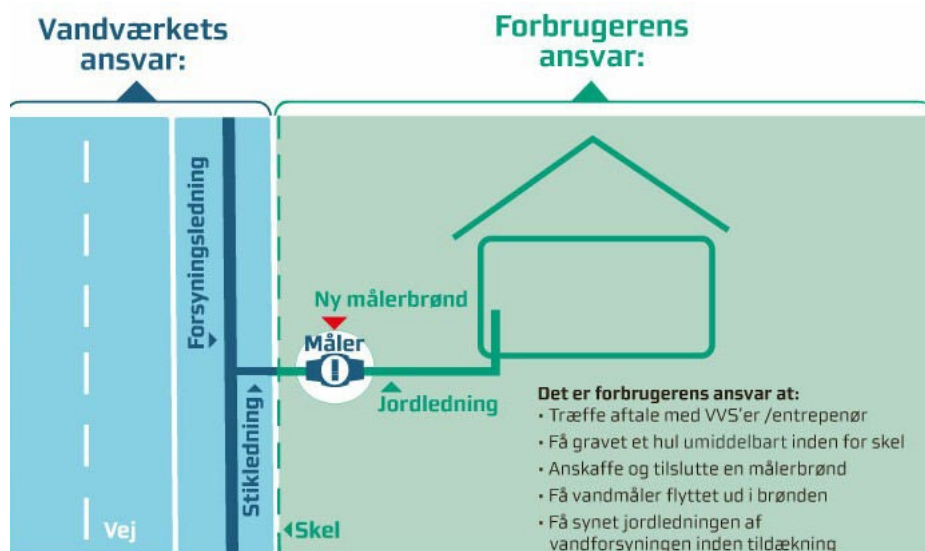 Vandværkets
ansvar:
Forbrugerens
ansvar:
Forsyningsledning
Ny målerbrønd
Måler
Jordledning
Stikledning
Vej
Skel
Det er forbrugerens ansvar at:
• Træffe aftale med VVS'er /entrepenør
• Få gravet et hul umiddelbart inden for skel
• Anskaffe og tilslutte en målerbrønd
• Få vandmåler flyttet ud i brønden
• Få synet jordledningen af
vandforsyningen inden tildækning